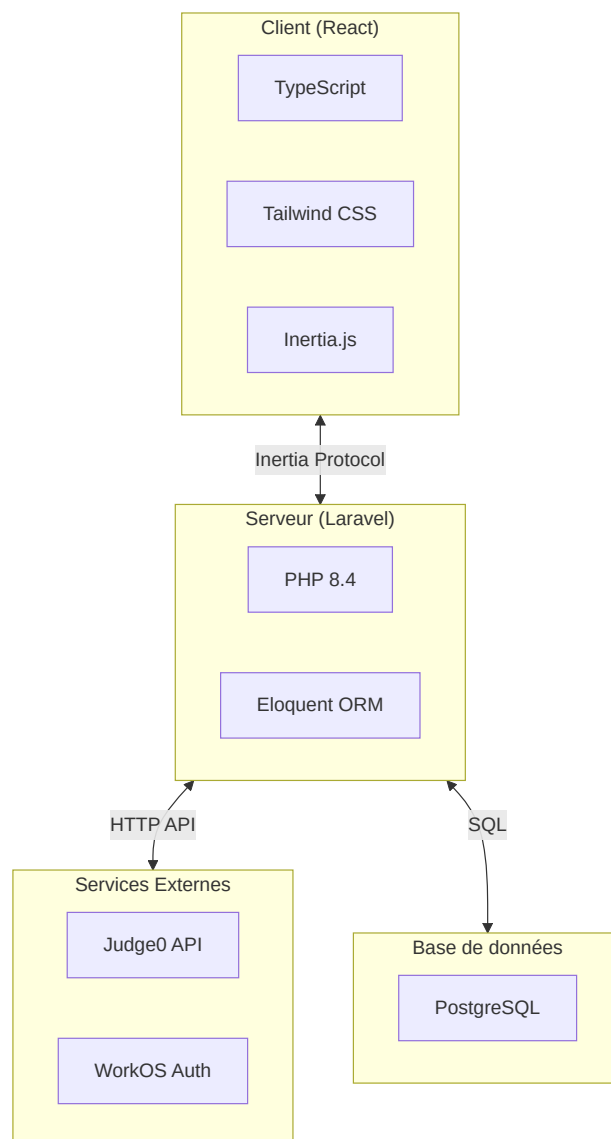 Client (React)
TypeScript
Tailwind CSS
Inertia.js
Inertia Protocol
Serveur (Laravel)
PHP 8.4
Eloquent ORM
HTTP API
SQL
Services Externes
Judge0 API
WorkOS Auth
Base de données
PostgreSQL